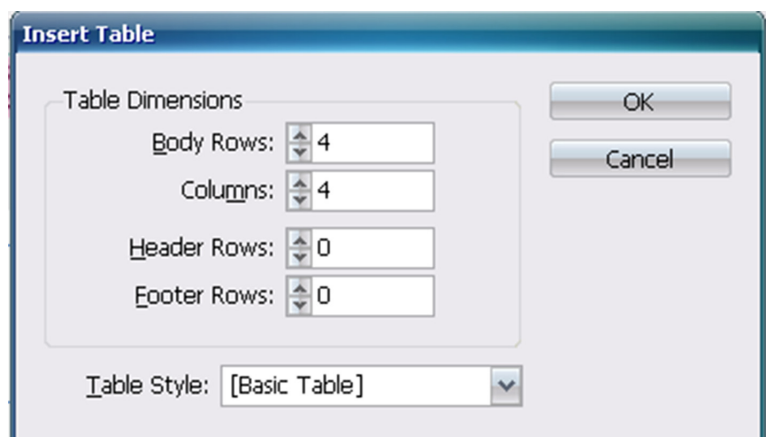 Insert Table
Table Dimensions
Body Rows: 4
Columns: 4
Header Rows: 0
Footer Rows: 0
Table Style: [Basic Table]
OK
Cancel